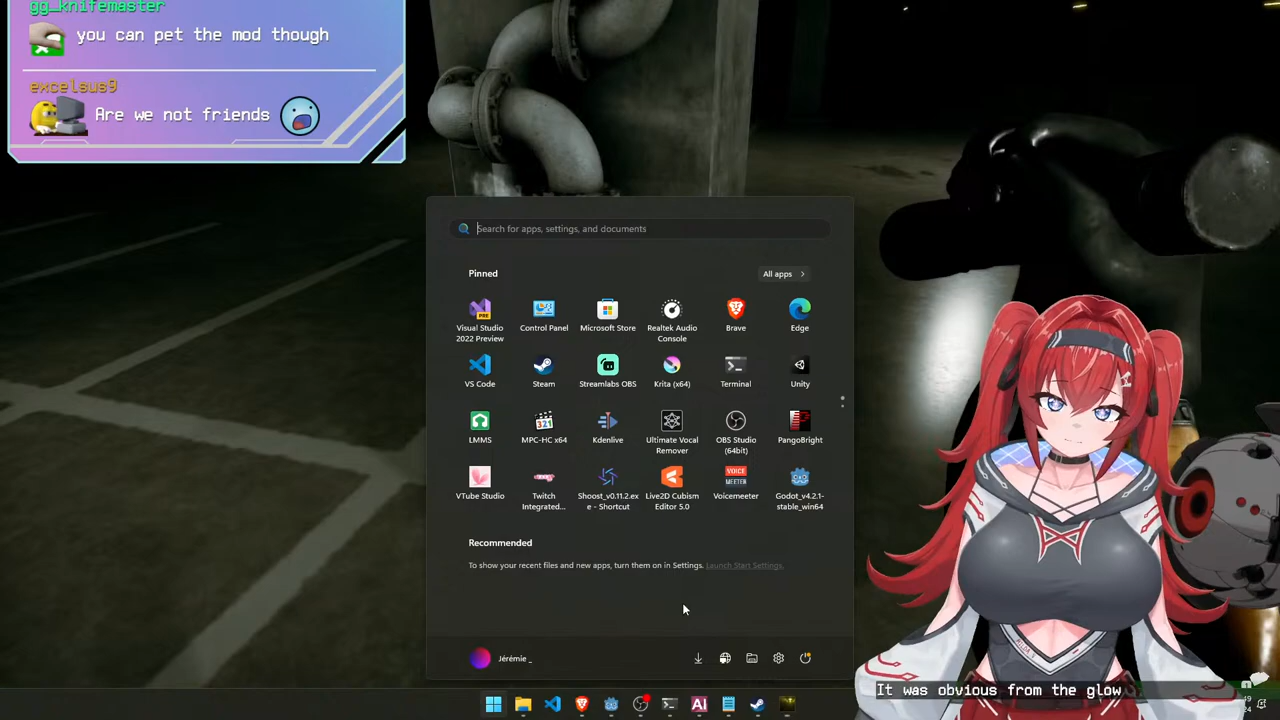 gg_knifemaster
you can pet the mod though
excelsus9
Are we not friends
Search for apps, settings, and documents
Pinned
All apps
Visual Studio
2022 Preview
Control Panel
Microsoft Store
Realtek Audio
Console
Brave
Edge
VS Code
Steam
Streamlabs OBS
Krita (x64)
Terminal
Unity
LMMS
MPC-HC x64
Kdenlive
Ultimate Vocal
Remover
OBS Studio
(64bit)
PangoBright
VTube Studio
Twitch
Integrated...
Shoost_v0.11.2.ex
e - Shortcut
Live2D Cubism
Editor 5.0
Voicemeeter
Godot_v4.2.1-
stable_win64
Recommended
To show your recent files and new apps, turn them on in Settings. Launch Start Settings.
Jérémie _
It was obvious from the glow